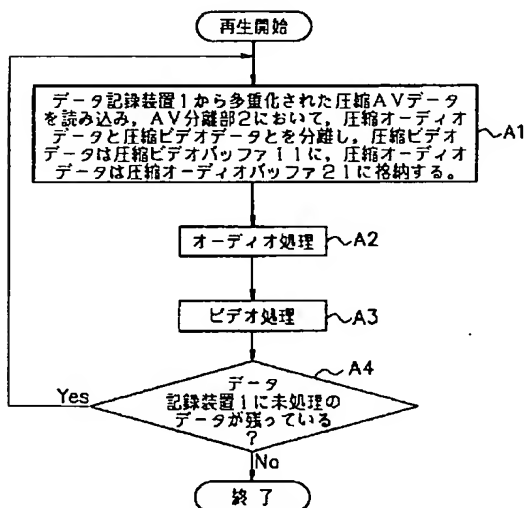 再生開始
データ記録装置1から多重化された圧縮AVデータ
を読み込み,AV分離部2において,圧縮オーディオ
データと圧縮ビデオデータとを分離し,圧縮ビデオ
データは圧縮ビデオバッファ11に,圧縮オーディオ
データは圧縮オーディオバッファ21に格納する。
A1
オーディオ処理
A2
ビデオ処理
A3
A4
データ
記録装置1に未処理の
データが残っている
?
Yes
No
終了